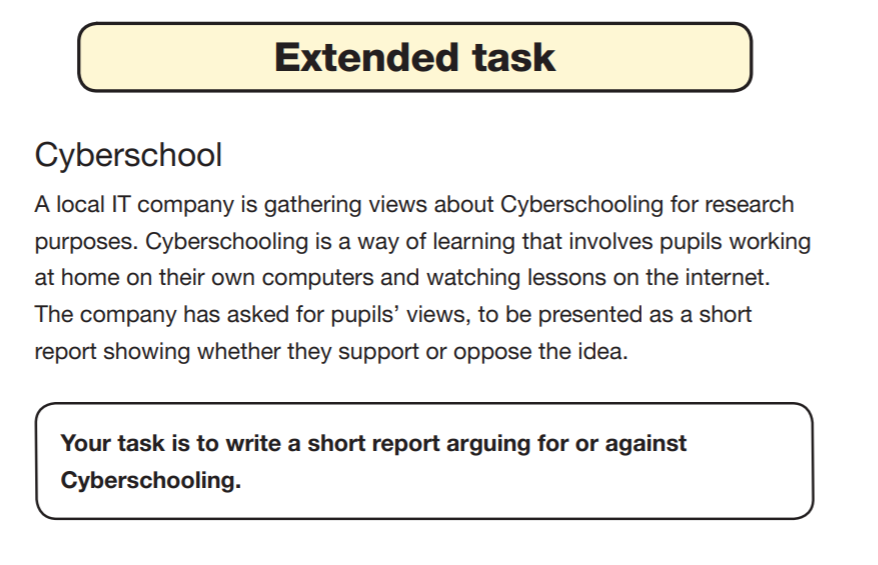 Extended task
Cyberschool
A local IT company is gathering views about Cyberschooling for research
purposes. Cyberschooling is a way of learning that involves pupils working
at home on their own computers and watching lessons on the internet.
The company has asked for pupils’ views, to be presented as a short
report showing whether they support or oppose the idea.
Your task is to write a short report arguing for or against
Cyberschooling.